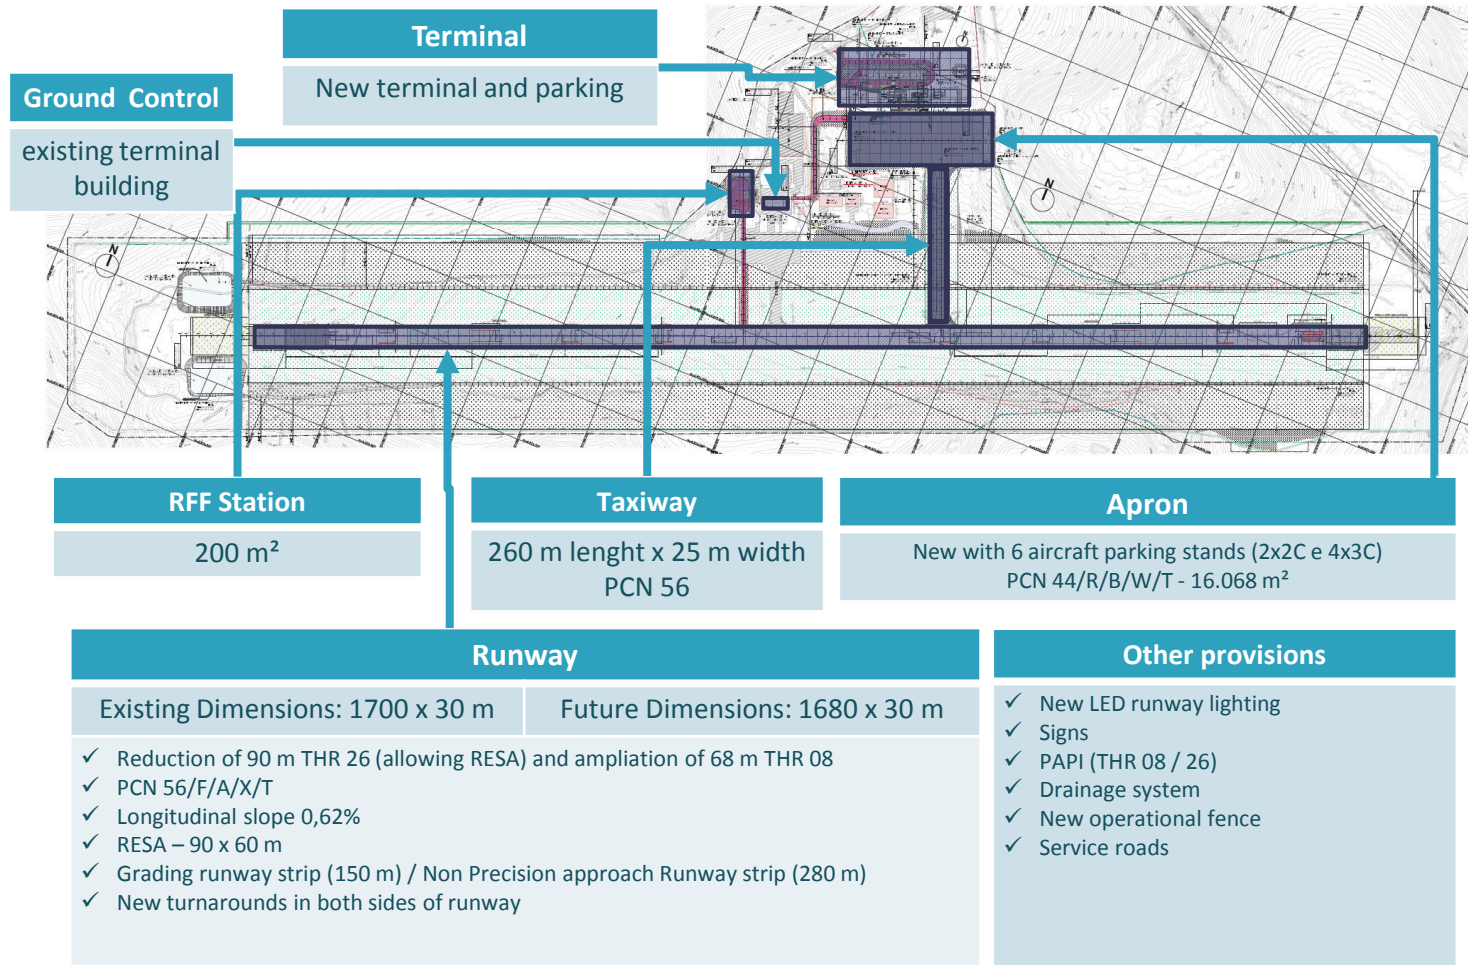 Terminal
New terminal and parking
Ground Control
existing terminal
building
N
N
RFF Station
200 m²
Taxiway
260 m lenght x 25 m width
PCN 56
Apron
New with 6 aircraft parking stands (2x2C e 4x3C)
PCN 44/R/B/W/T - 16.068 m²
Runway
Existing Dimensions: 1700 x 30 m
Future Dimensions: 1680 x 30 m
✓ Reduction of 90 m THR 26 (allowing RESA) and ampliation of 68 m THR 08
✓ PCN 56/F/A/X/T
✓ Longitudinal slope 0,62%
✓ RESA – 90 x 60 m
✓ Grading runway strip (150 m) / Non Precision approach Runway strip (280 m)
✓ New turnarounds in both sides of runway
Other provisions
✓ New LED runway lighting
✓ Signs
✓ PAPI (THR 08 / 26)
✓ Drainage system
✓ New operational fence
✓ Service roads